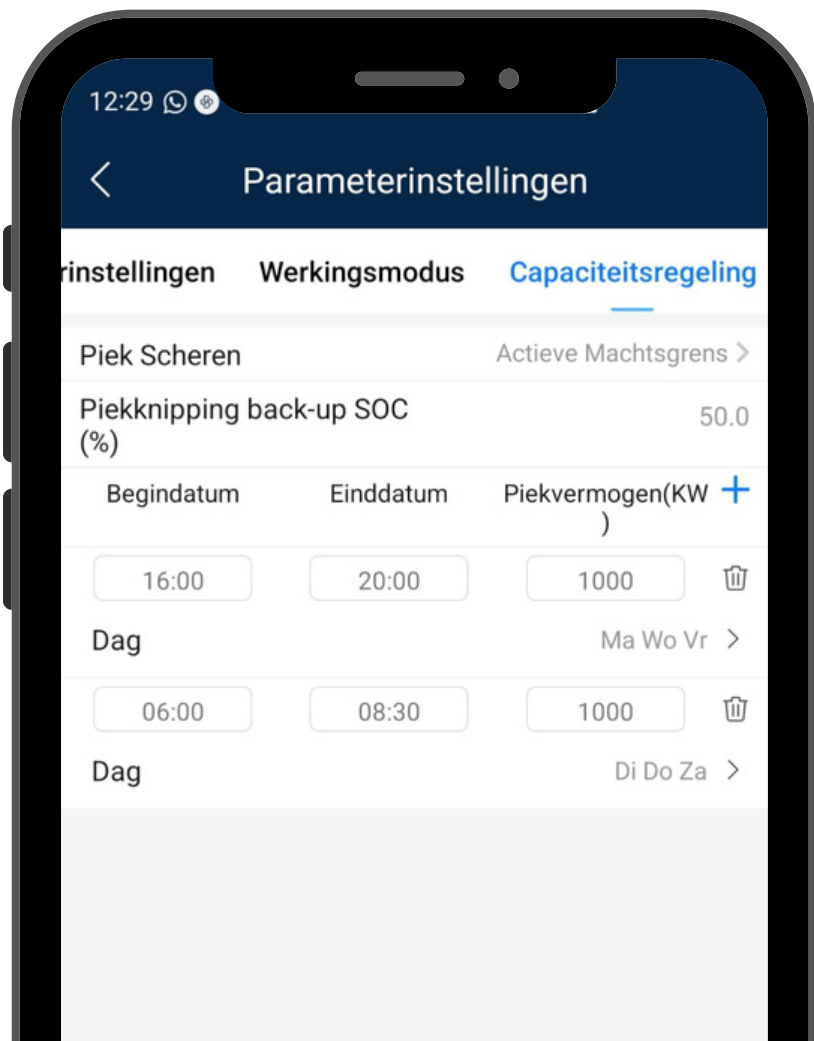 12:29
Parameterinstellingen
rinstellingen Werkingsmodus Capaciteitsregeling
Piek Scheren Actieve Machtsgrens
Piekknipping back-up SOC
(%) 50.0
Begindatum Einddatum Piekvermogen(KW
)
16:00 20:00 1000
Dag Ma Wo Vr
06:00 08:30 1000
Dag Di Do Za